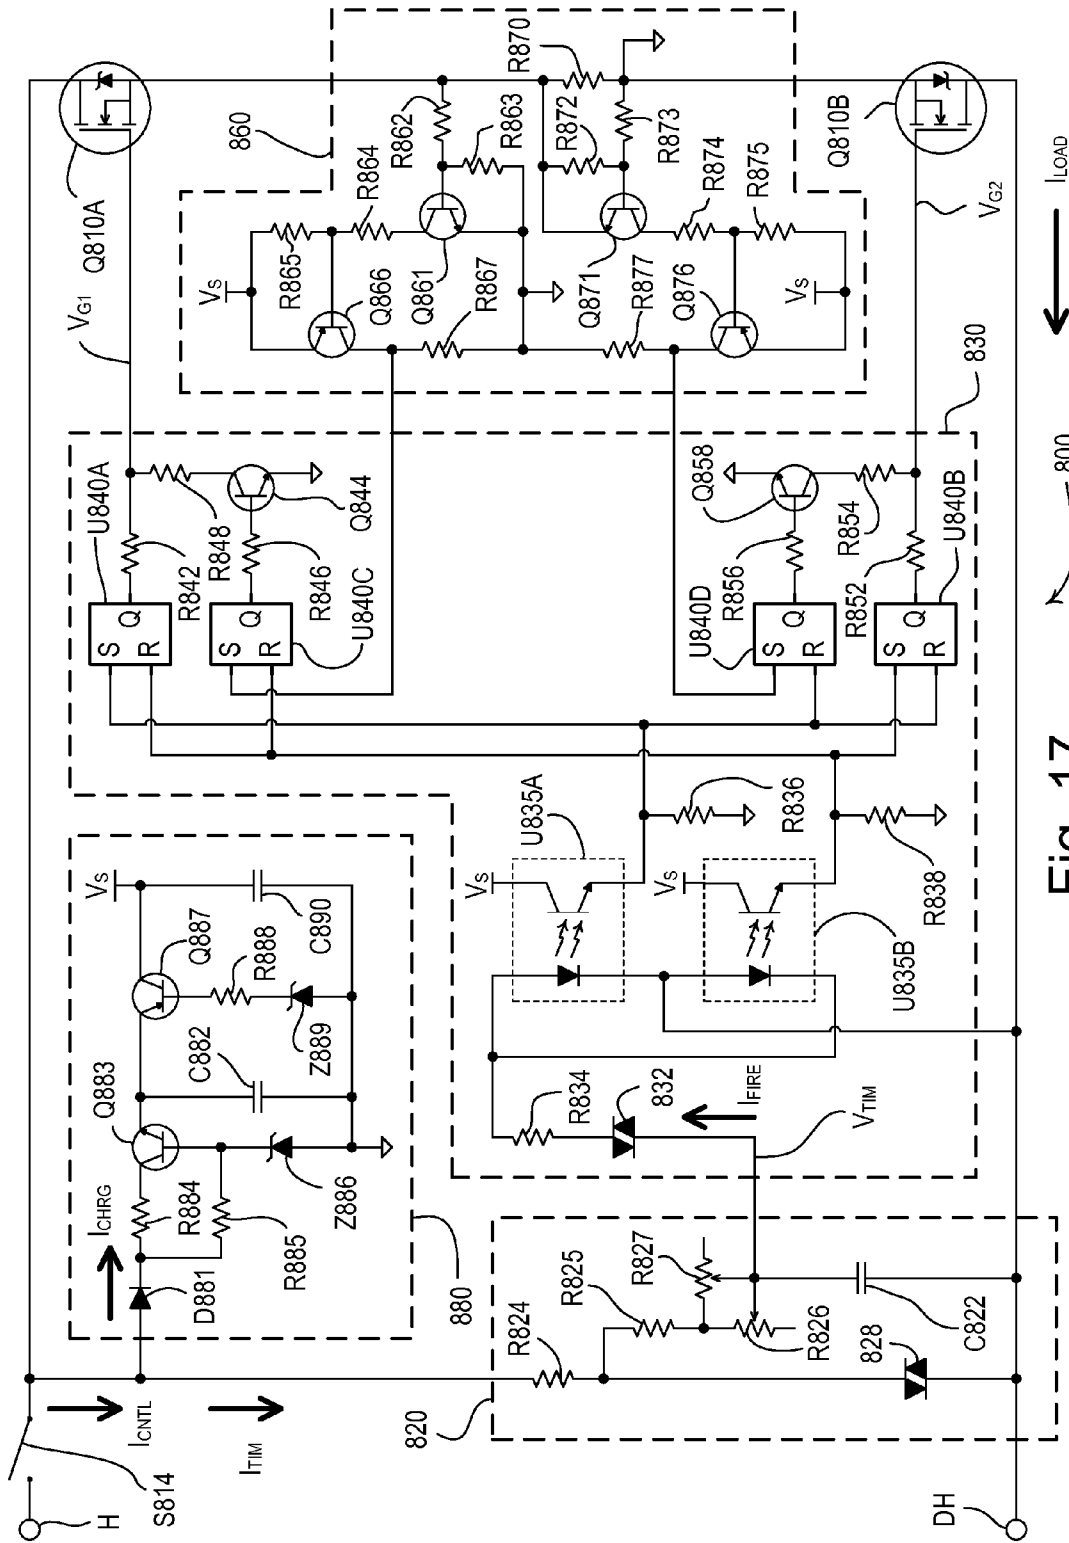 H
S814
ICNTL
ITIM
820
R824
R825
R827
R826
828
C822
DH
D881
ICHRG
R884
R885
880
Q883
Z886
C882
Z889
R888
Q887
C890
VS
R834
832
IFIRE
VTIM
VS
U835A
VS
U835B
R836
R838
830
U840A
S
R
Q
R842
R848
S
R
Q
R846
U840C
Q844
U840D
S
R
Q
R856
Q858
R852
S
R
Q
R854
U840B
VG1
Q810A
860
VS
R865
Q866
R864
Q861
R867
R862
R863
R870
R872
R873
Q871
R877
R874
Q876
R875
VS
Q810B
VG2
ILOAD
800
Fig. 17